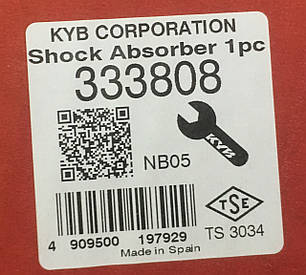 KYB CORPORATION
Shock Absorber 1pc
333808
KYB
NB05
TSE
TS 3034
4 909500 197929
Made in Spain